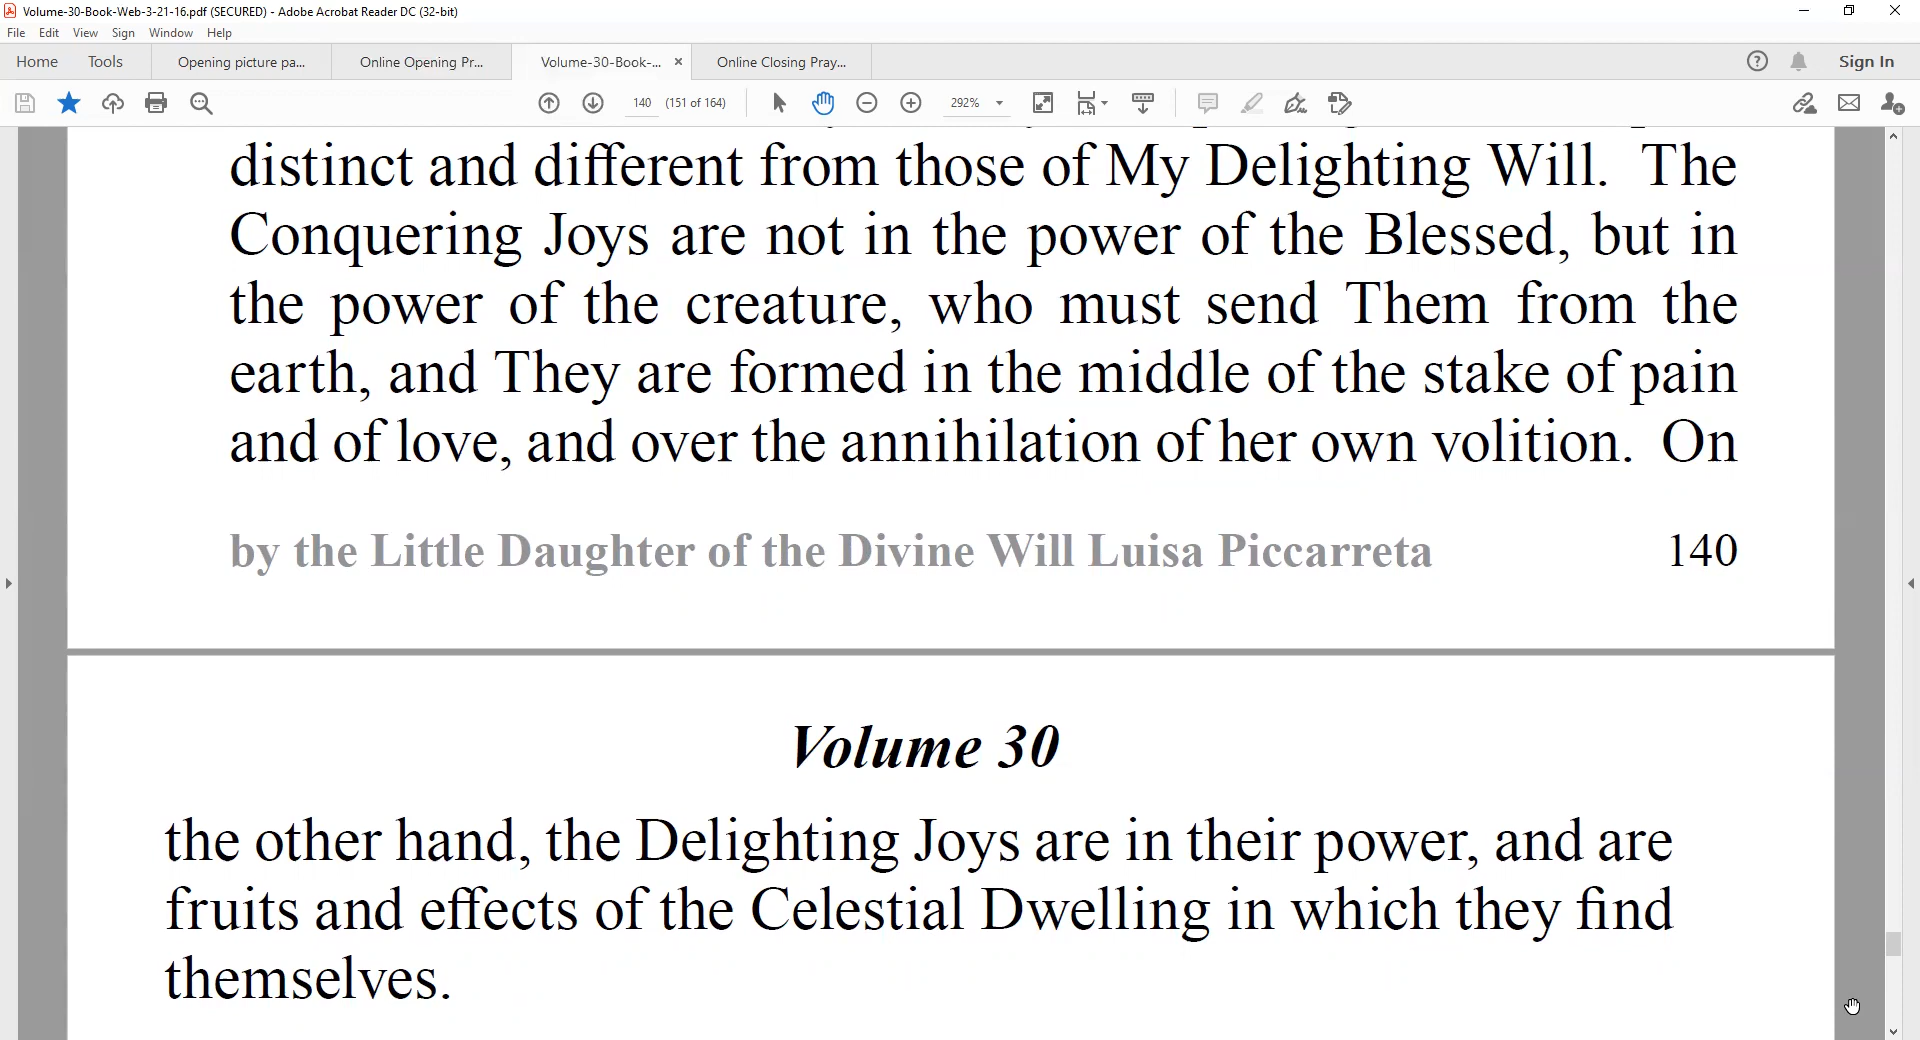 Volume-30-Book-Web-3-21-16.pdf (SECURED) - Adobe Acrobat Reader DC (32-bit)
File Edit View Sign Window Help
Home Tools Opening picture pa... Online Opening Pr... Volume-30-Book-... Online Closing Pray... Sign In
140 (151 of 164) 292%
distinct and different from those of My Delighting Will. The
Conquering Joys are not in the power of the Blessed, but in
the power of the creature, who must send Them from the
earth, and They are formed in the middle of the stake of pain
and of love, and over the annihilation of her own volition. On
by the Little Daughter of the Divine Will Luisa Piccarreta 140
Volume 30
the other hand, the Delighting Joys are in their power, and are
fruits and effects of the Celestial Dwelling in which they find
themselves.